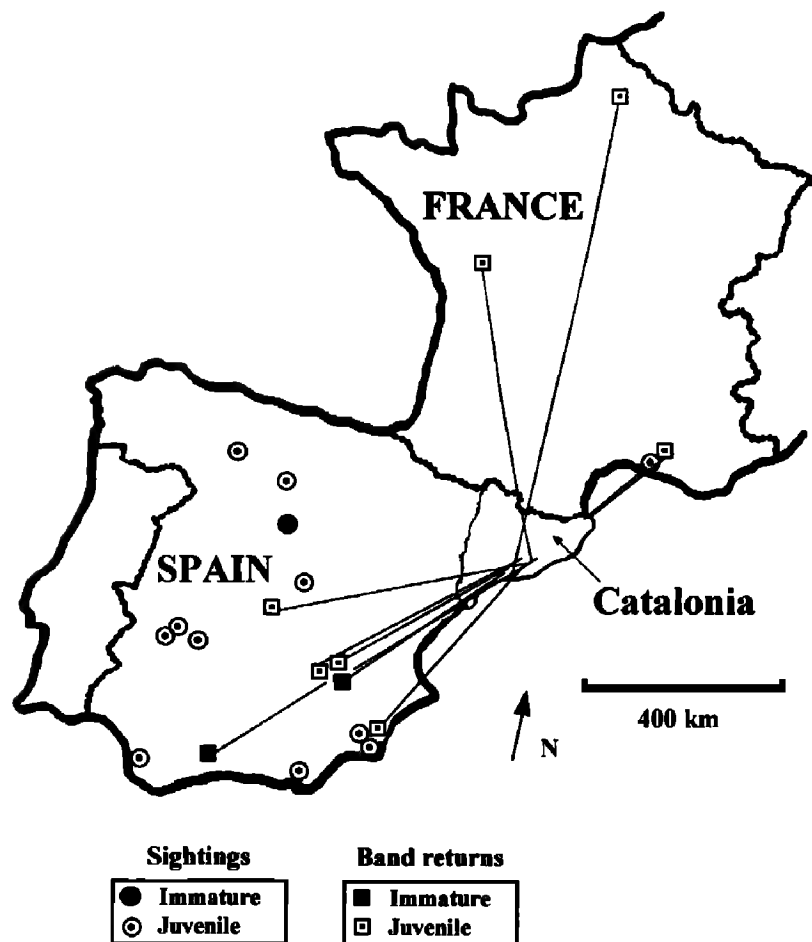 FRANCE
SPAIN
Catalonia
400 km
N
Sightings
Immature
Juvenile
Band returns
Immature
Juvenile